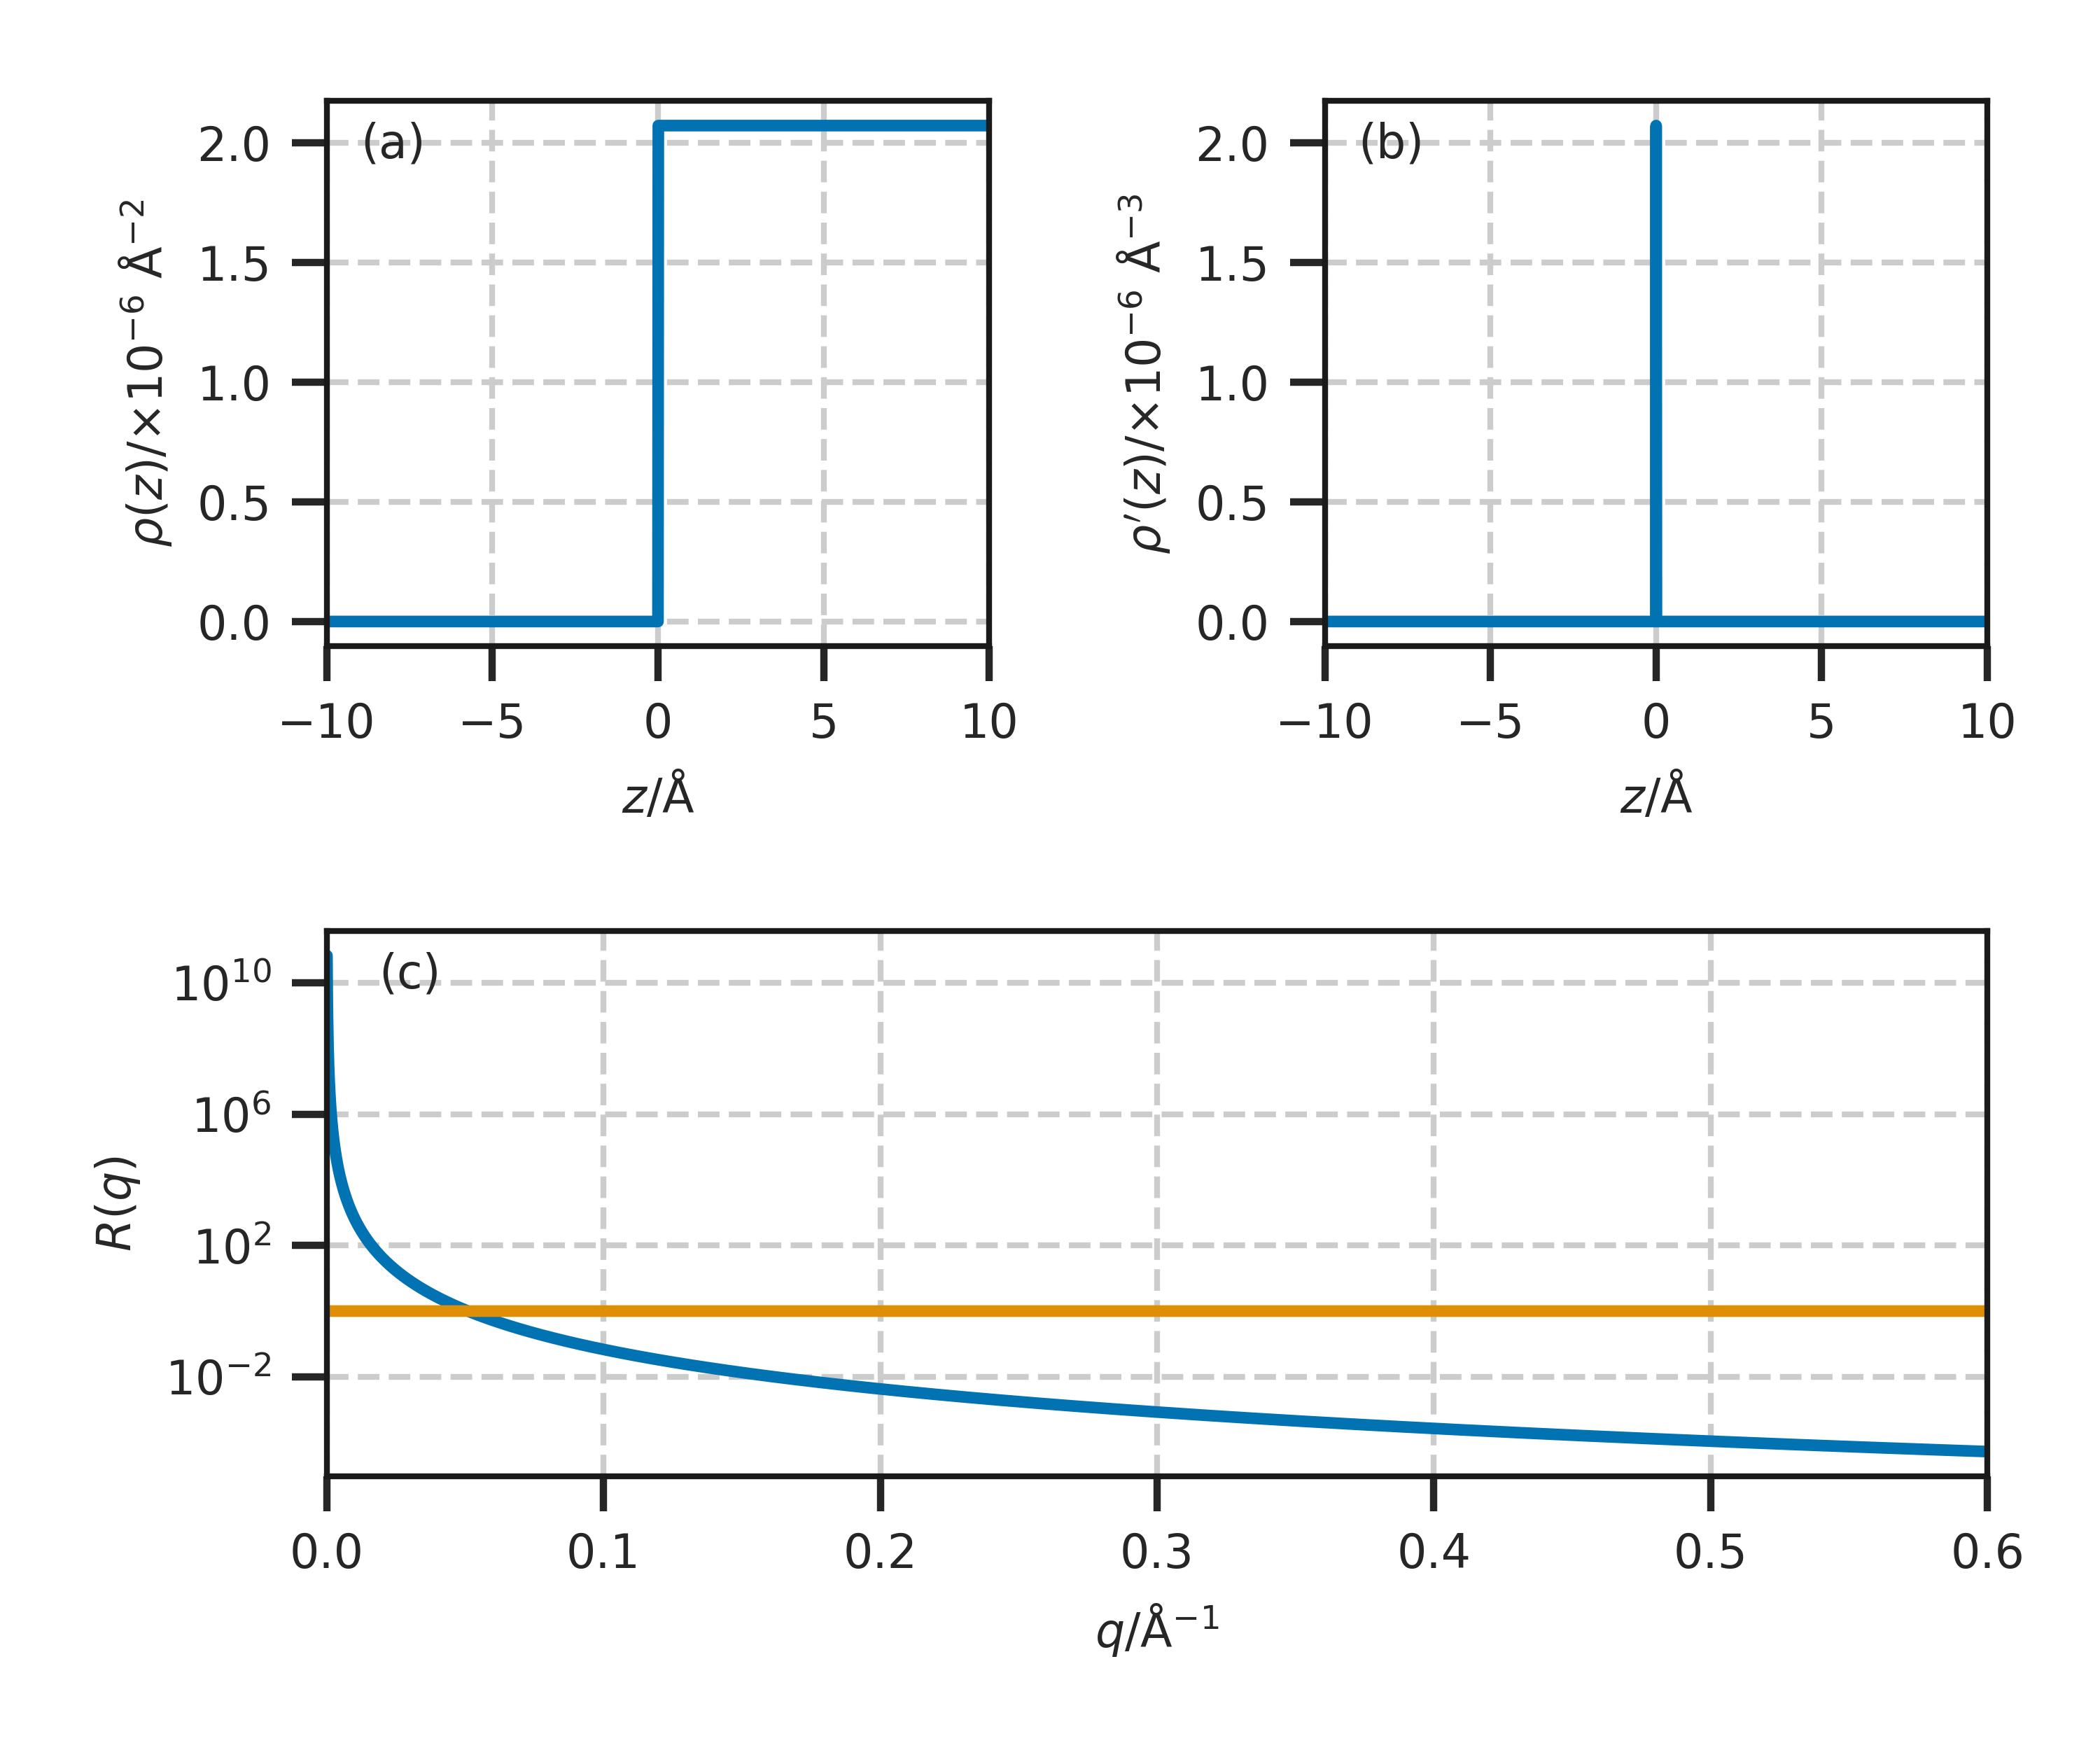 (a)
ρ(z)/×10⁻⁶ Å⁻²
2.0
1.5
1.0
0.5
0.0
−10 −5 0 5 10
z/Å
(b)
ρ′(z)/×10⁻⁶ Å⁻³
2.0
1.5
1.0
0.5
0.0
−10 −5 0 5 10
z/Å
(c)
R(q)
10¹⁰
10⁶
10²
10⁻²
0.0 0.1 0.2 0.3 0.4 0.5 0.6
q/Å⁻¹